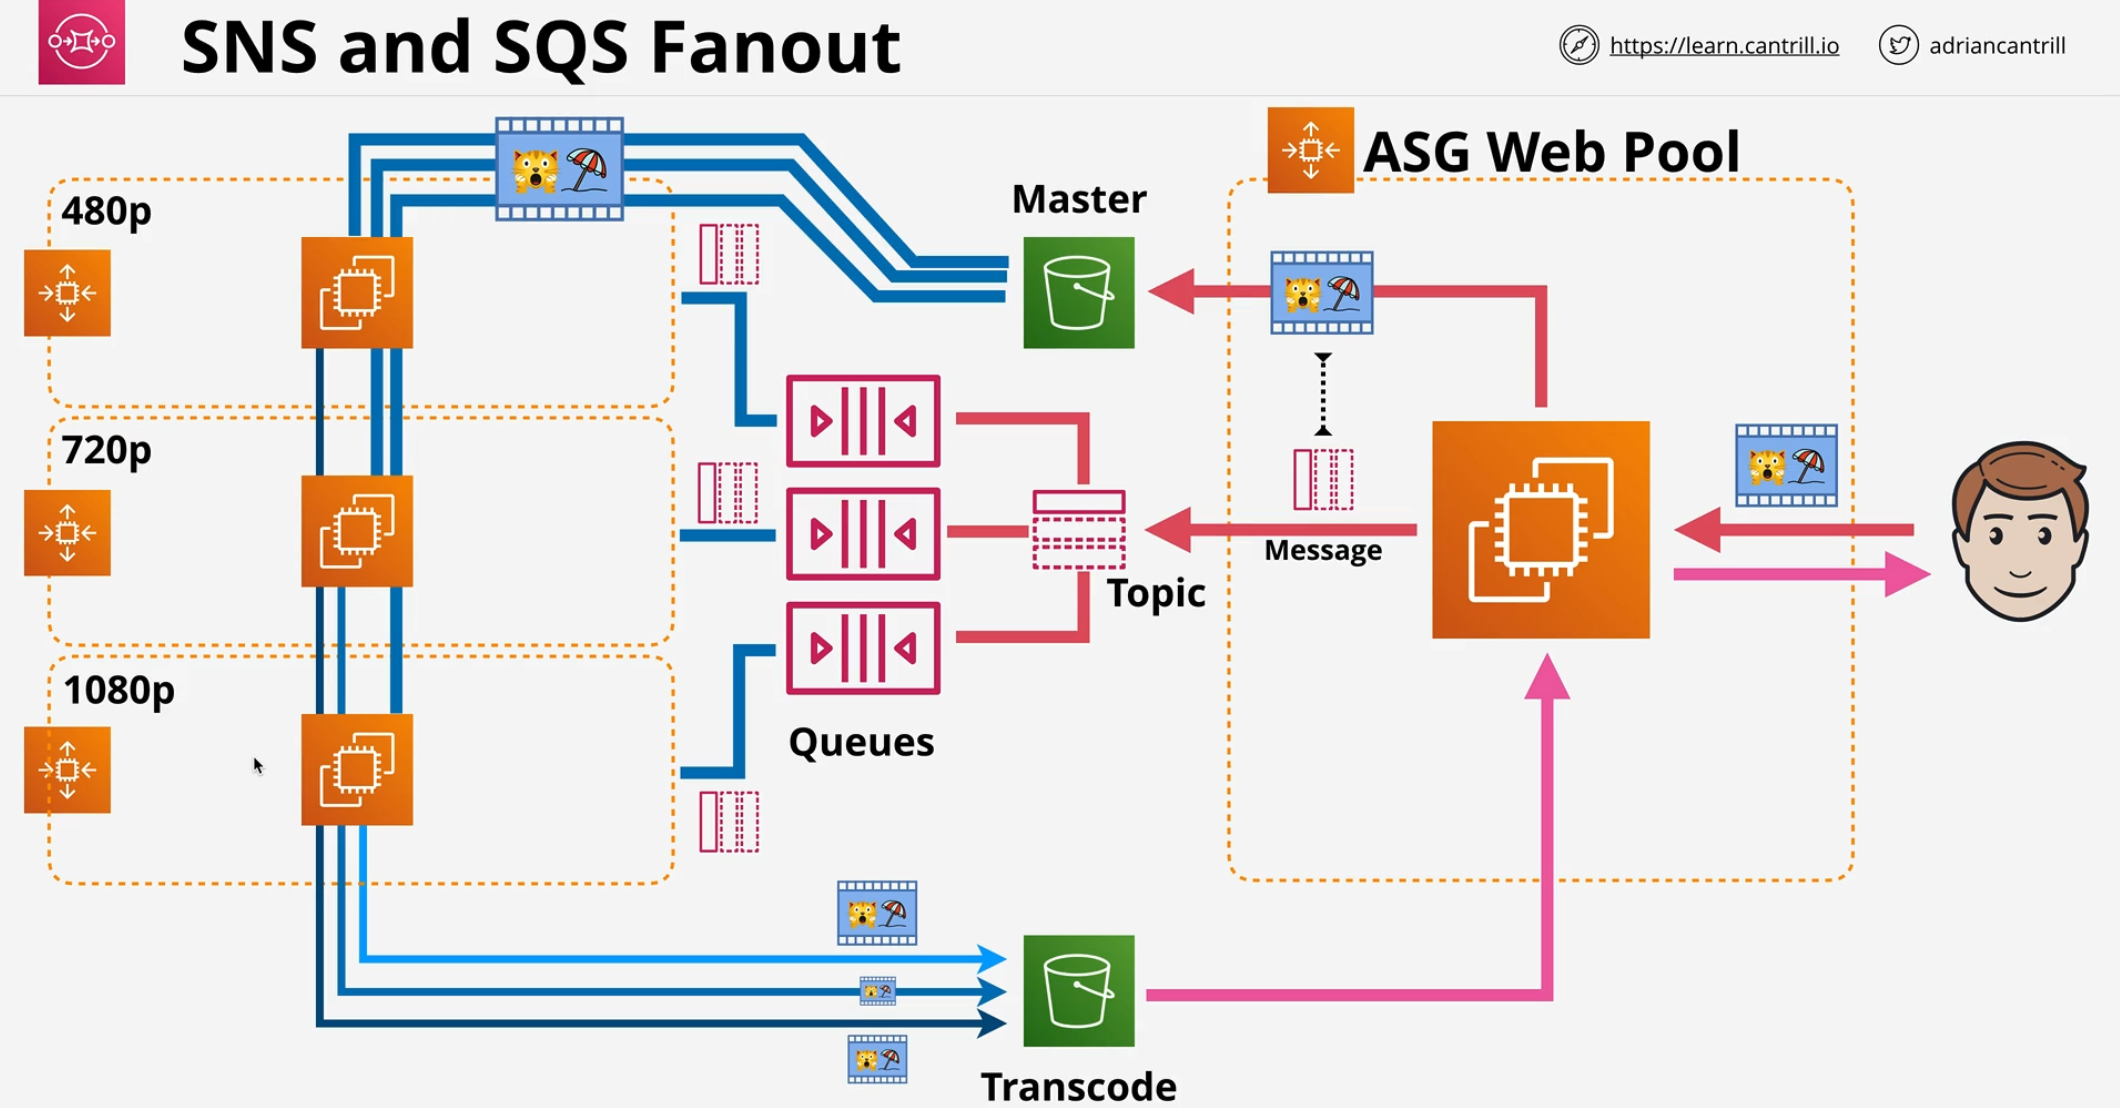 SNS and SQS Fanout
https://learn.cantrill.io
adriancantrill
ASG Web Pool
Master
480p
720p
Message
Topic
1080p
Queues
Transcode